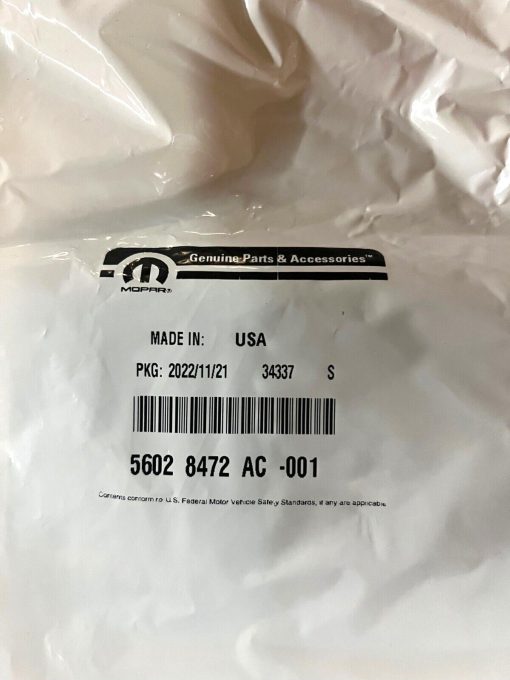 Genuine Parts & Accessories™
MOPAR®
MADE IN: USA
PKG: 2022/11/21 34337 S
5602 8472 AC -001
Contents conform to U.S. Federal Motor Vehicle Safety Standards, if any are applicable